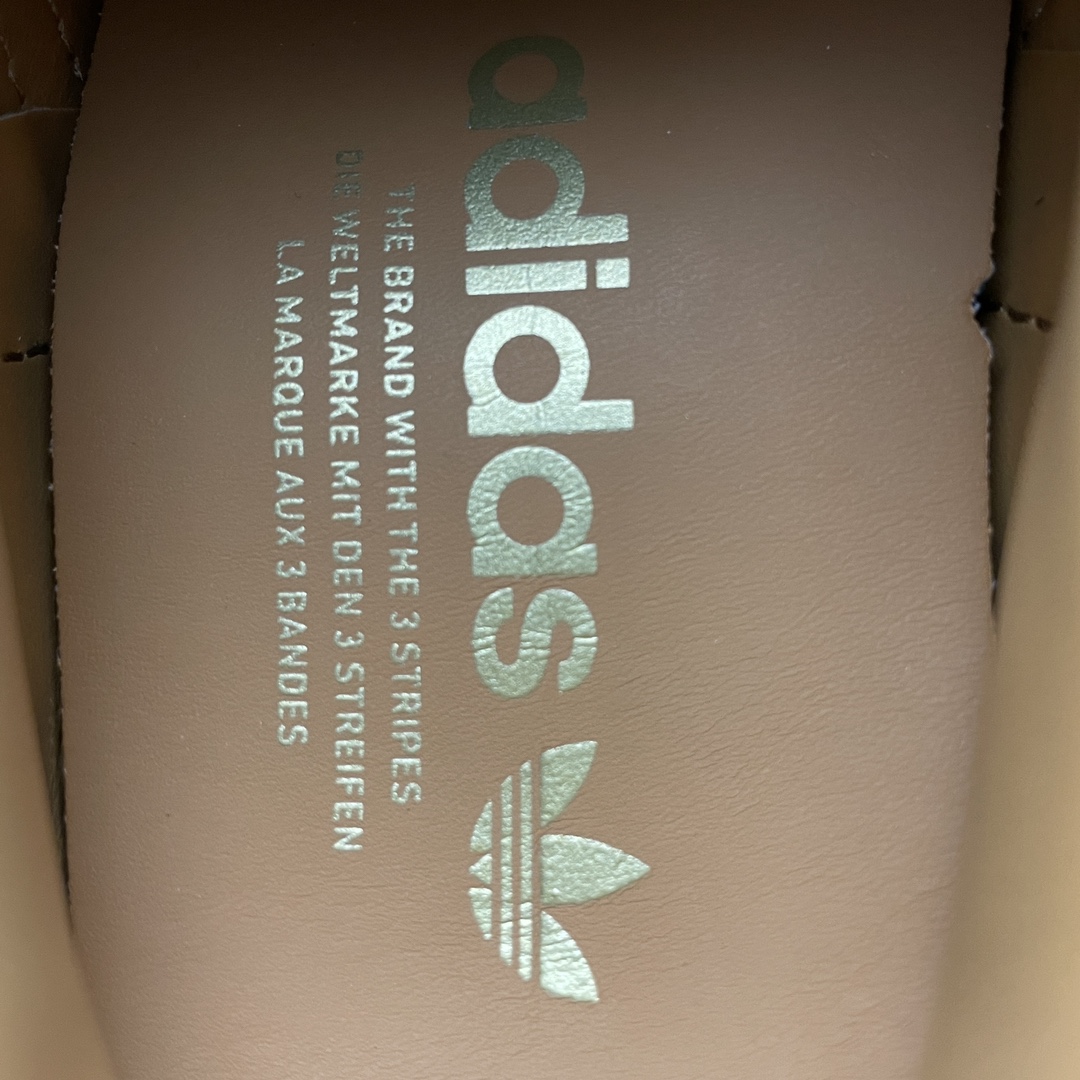 adidas
THE BRAND WITH THE 3 STRIPES
DIE WELTMARKE MIT DEN 3 STREIFEN
LA MARQUE AUX 3 BANDES